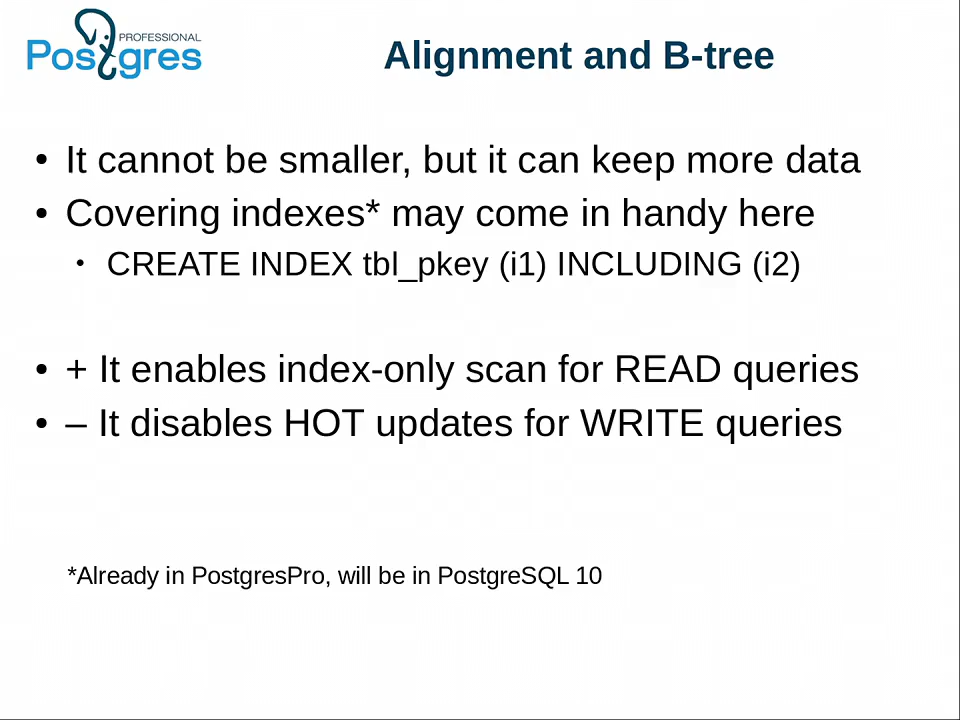 PROFESSIONAL
Postgres
Alignment and B-tree
• It cannot be smaller, but it can keep more data
• Covering indexes* may come in handy here
• CREATE INDEX tbl_pkey (i1) INCLUDING (i2)
• + It enables index-only scan for READ queries
• – It disables HOT updates for WRITE queries
*Already in PostgresPro, will be in PostgreSQL 10